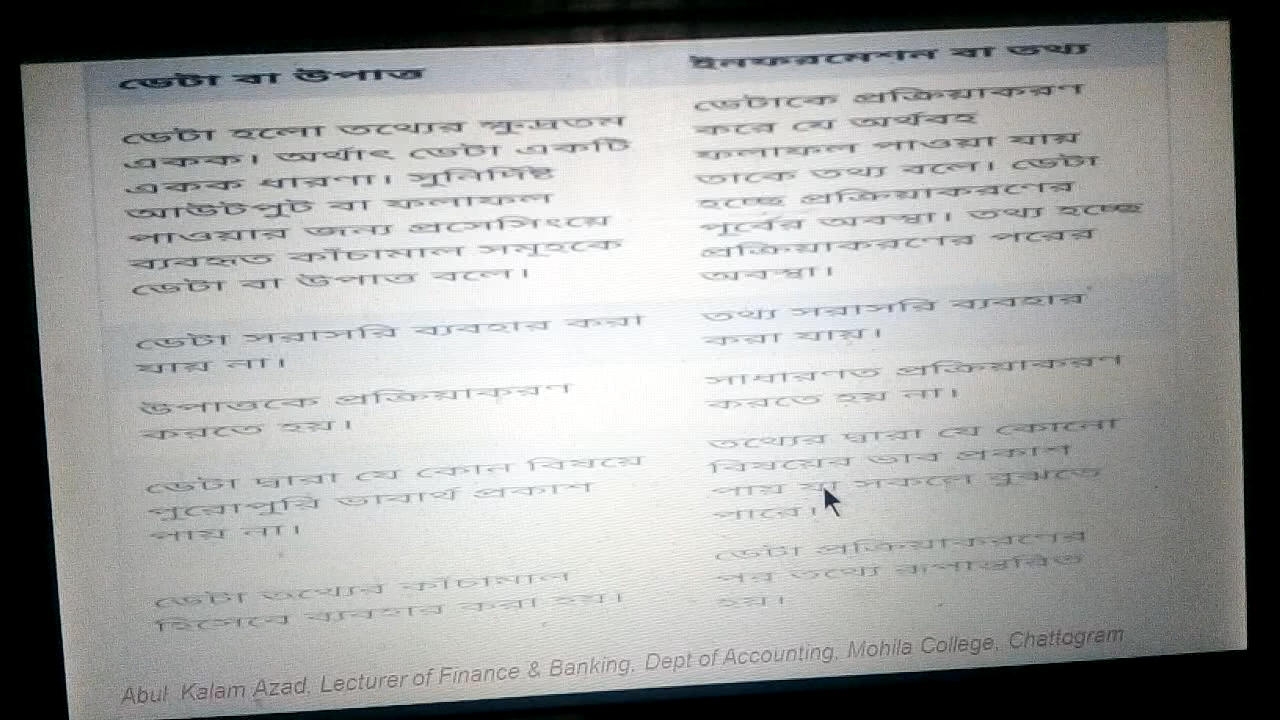 ডেটা বা উপাত্ত
ডেটা হলো তথ্যের ক্ষুদ্রতম
একক। অর্থাৎ ডেটা একটি
একক ধারণা। সুনির্দিষ্ট
আউটপুট বা ফলাফল
পাওয়ার জন্য প্রসেসিংয়ে
ব্যবহৃত কাঁচামাল সমূহকে
ডেটা বা উপাত্ত বলে।
ইনফরমেশন বা তথ্য
ডেটাকে প্রক্রিয়াকরণ
করে যে অর্থবহ
ফলাফল পাওয়া যায়
তাকে তথ্য বলে। ডেটা
হচ্ছে প্রক্রিয়াকরণের
পূর্বের অবস্থা। তথ্য হচ্ছে
প্রক্রিয়াকরণের পরের
অবস্থা।
ডেটা সরাসরি ব্যবহার করা
যায় না।
তথ্য সরাসরি ব্যবহার
করা যায়।
উপাত্তকে প্রক্রিয়াকরণ
করতে হয়।
সাধারণত প্রক্রিয়াকরণ
করতে হয় না।
ডেটা দ্বারা যে কোন বিষয়ে
পুরোপুরি ভাবার্থ প্রকাশ
পায় না।
তথ্যের দ্বারা যে কোনো
বিষয়ের ভাব প্রকাশ
পায় যা সকলে বুঝতে
পারে।
ডেটা তথ্যের কাঁচামাল
হিসেবে ব্যবহার করা হয়।
ডেটা প্রক্রিয়াকরণের
পর তথ্যে রূপান্তরিত
হয়।
Abul Kalam Azad, Lecturer of Finance & Banking, Dept of Accounting, Mohila College, Chattogram